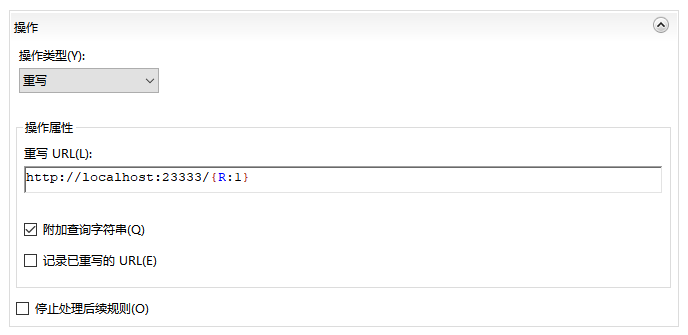 操作
操作类型(Y):
重写
操作属性
重写 URL(L):
http://localhost:23333/{R:1}
附加查询字符串(Q)
记录已重写的 URL(E)
停止处理后续规则(O)